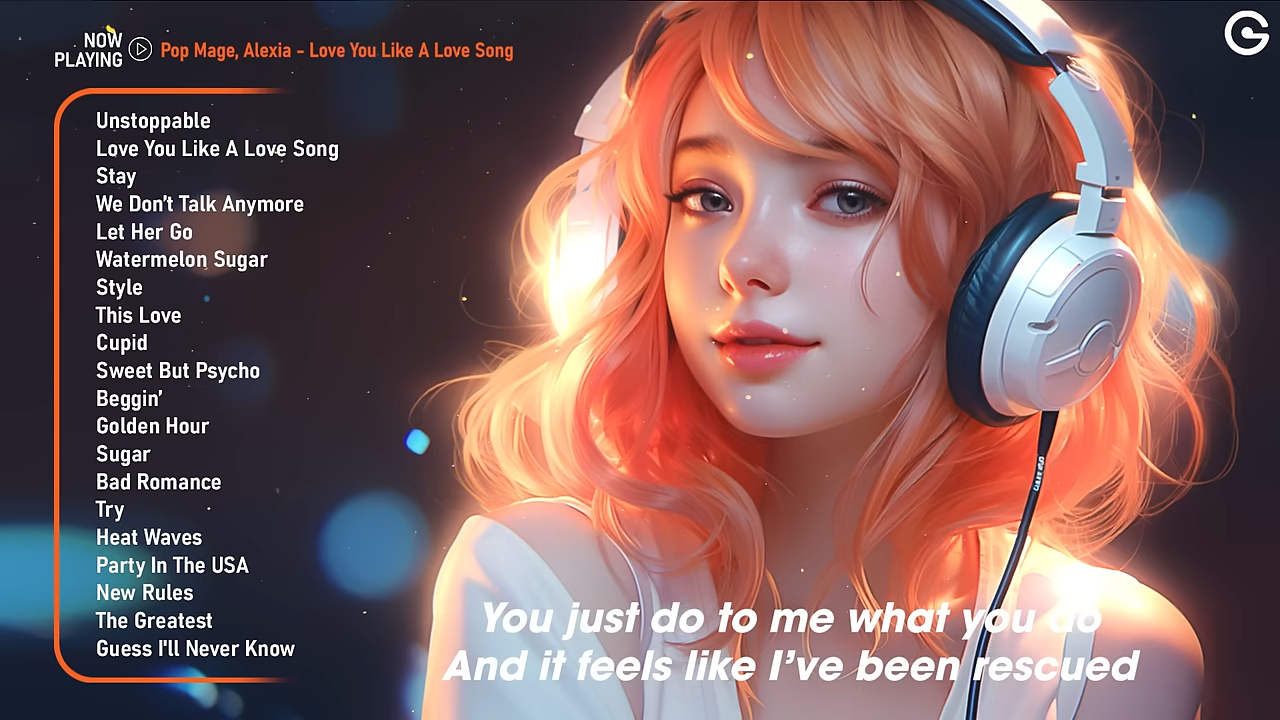 NOW
PLAYING
Pop Mage, Alexia - Love You Like A Love Song
Unstoppable
Love You Like A Love Song
Stay
We Don't Talk Anymore
Let Her Go
Watermelon Sugar
Style
This Love
Cupid
Sweet But Psycho
Beggin'
Golden Hour
Sugar
Bad Romance
Try
Heat Waves
Party In The USA
New Rules
The Greatest
Guess I'll Never Know
You just do to me what you do
And it feels like I've been rescued